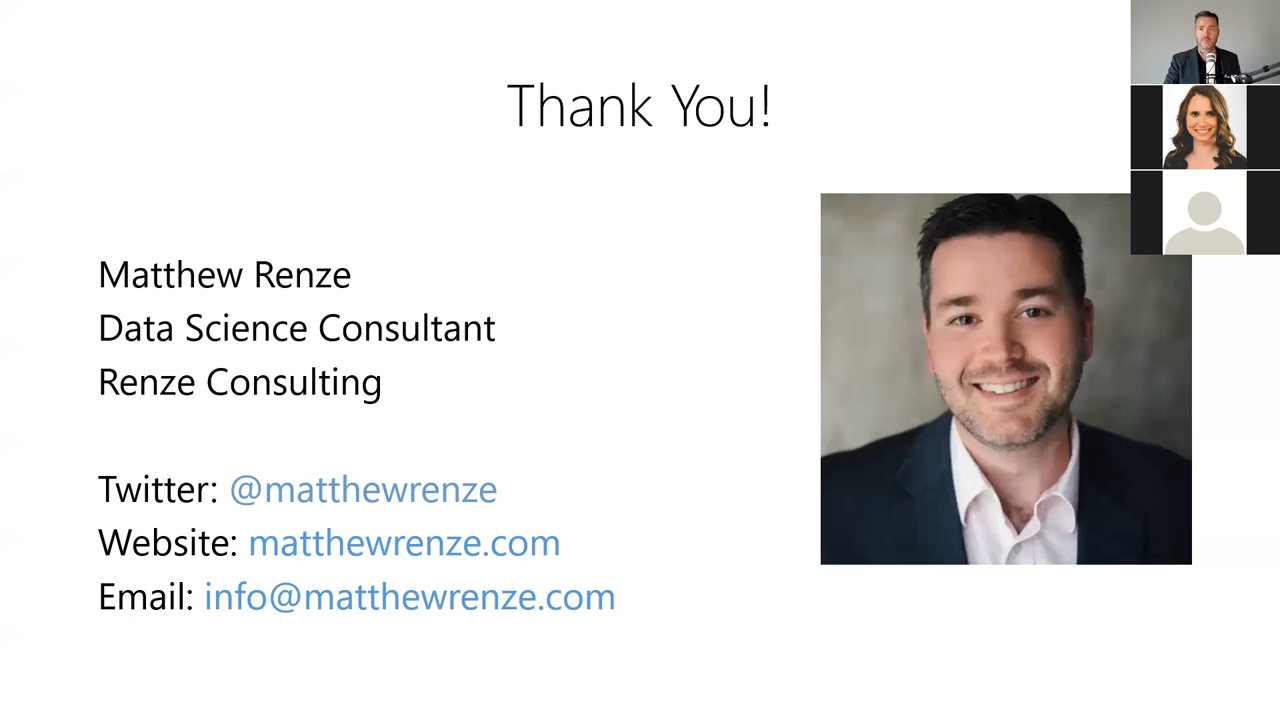 Thank You!
Matthew Renze
Data Science Consultant
Renze Consulting
Twitter: @matthewrenze
Website: matthewrenze.com
Email: info@matthewrenze.com